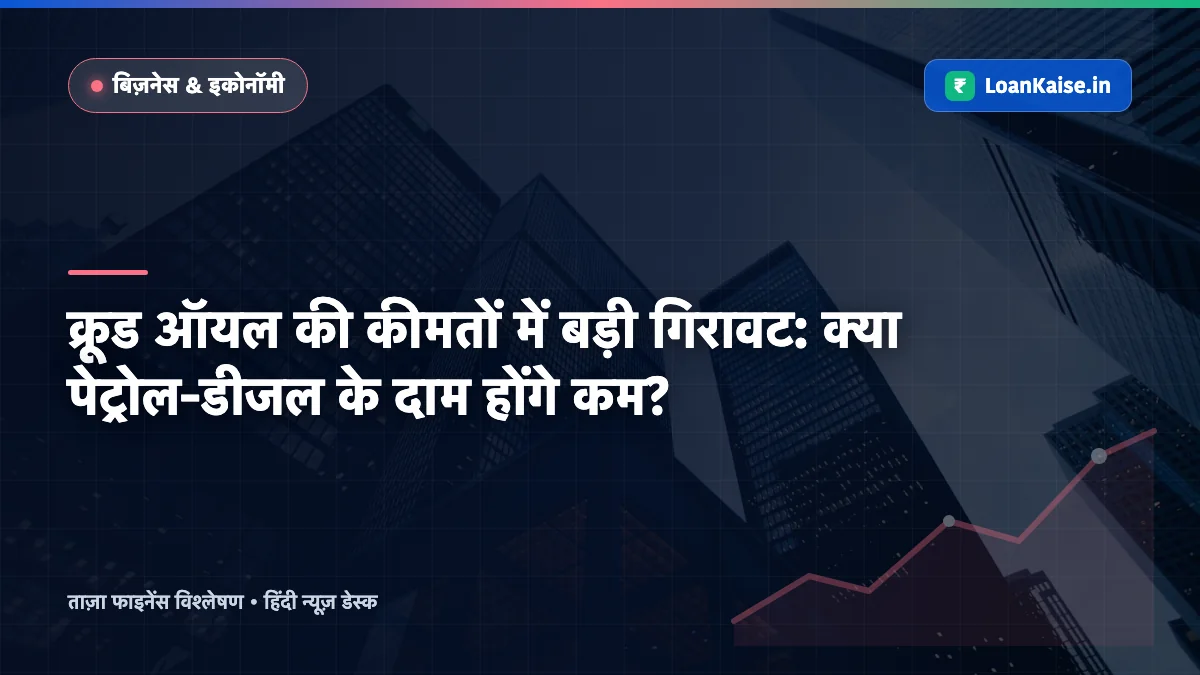 बिज़नेस & इकोनॉमी
₹ LoanKaise.in
क्रूड ऑयल की कीमतों में बड़ी गिरावट: क्या
पेट्रोल-डीजल के दाम होंगे कम?
ताज़ा फाइनेंस विश्लेषण • हिंदी न्यूज़ डेस्क